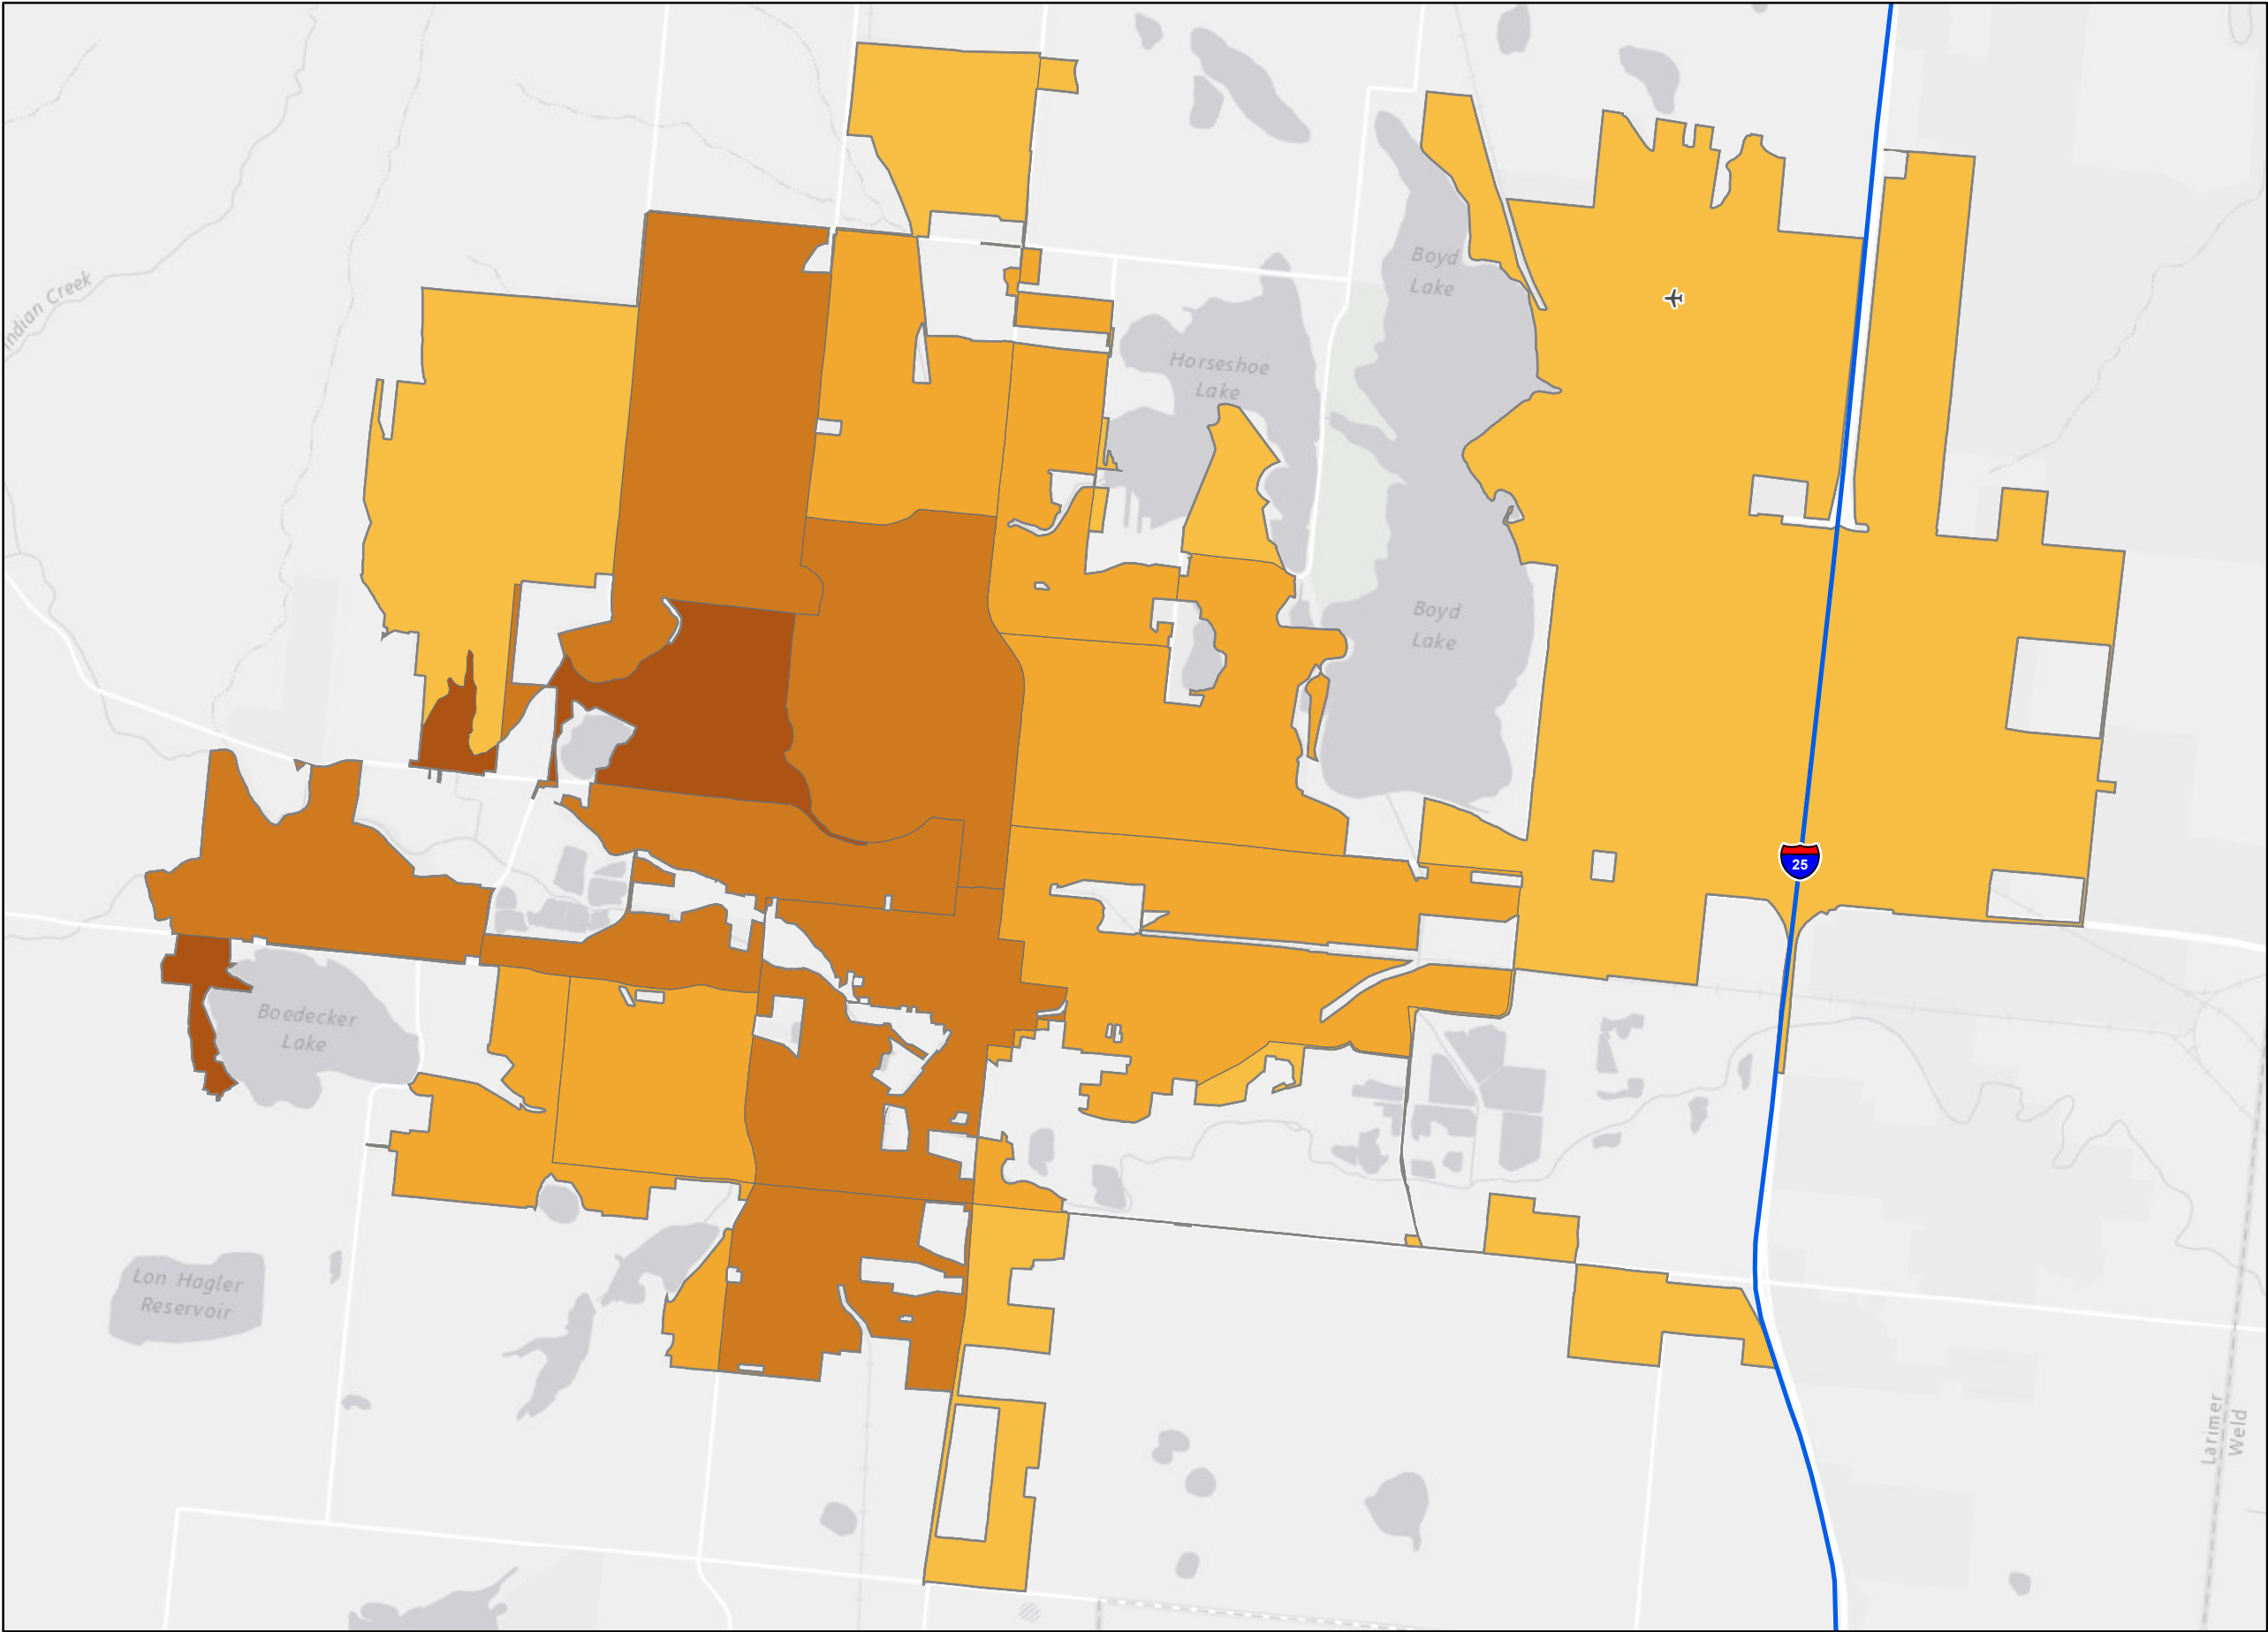 Boyd
Lake
Indian Creek
Horseshoe
Lake
Boyd
Lake
25
Boedecker
Lake
Lon Hagler
Reservoir
Larimer
Weld